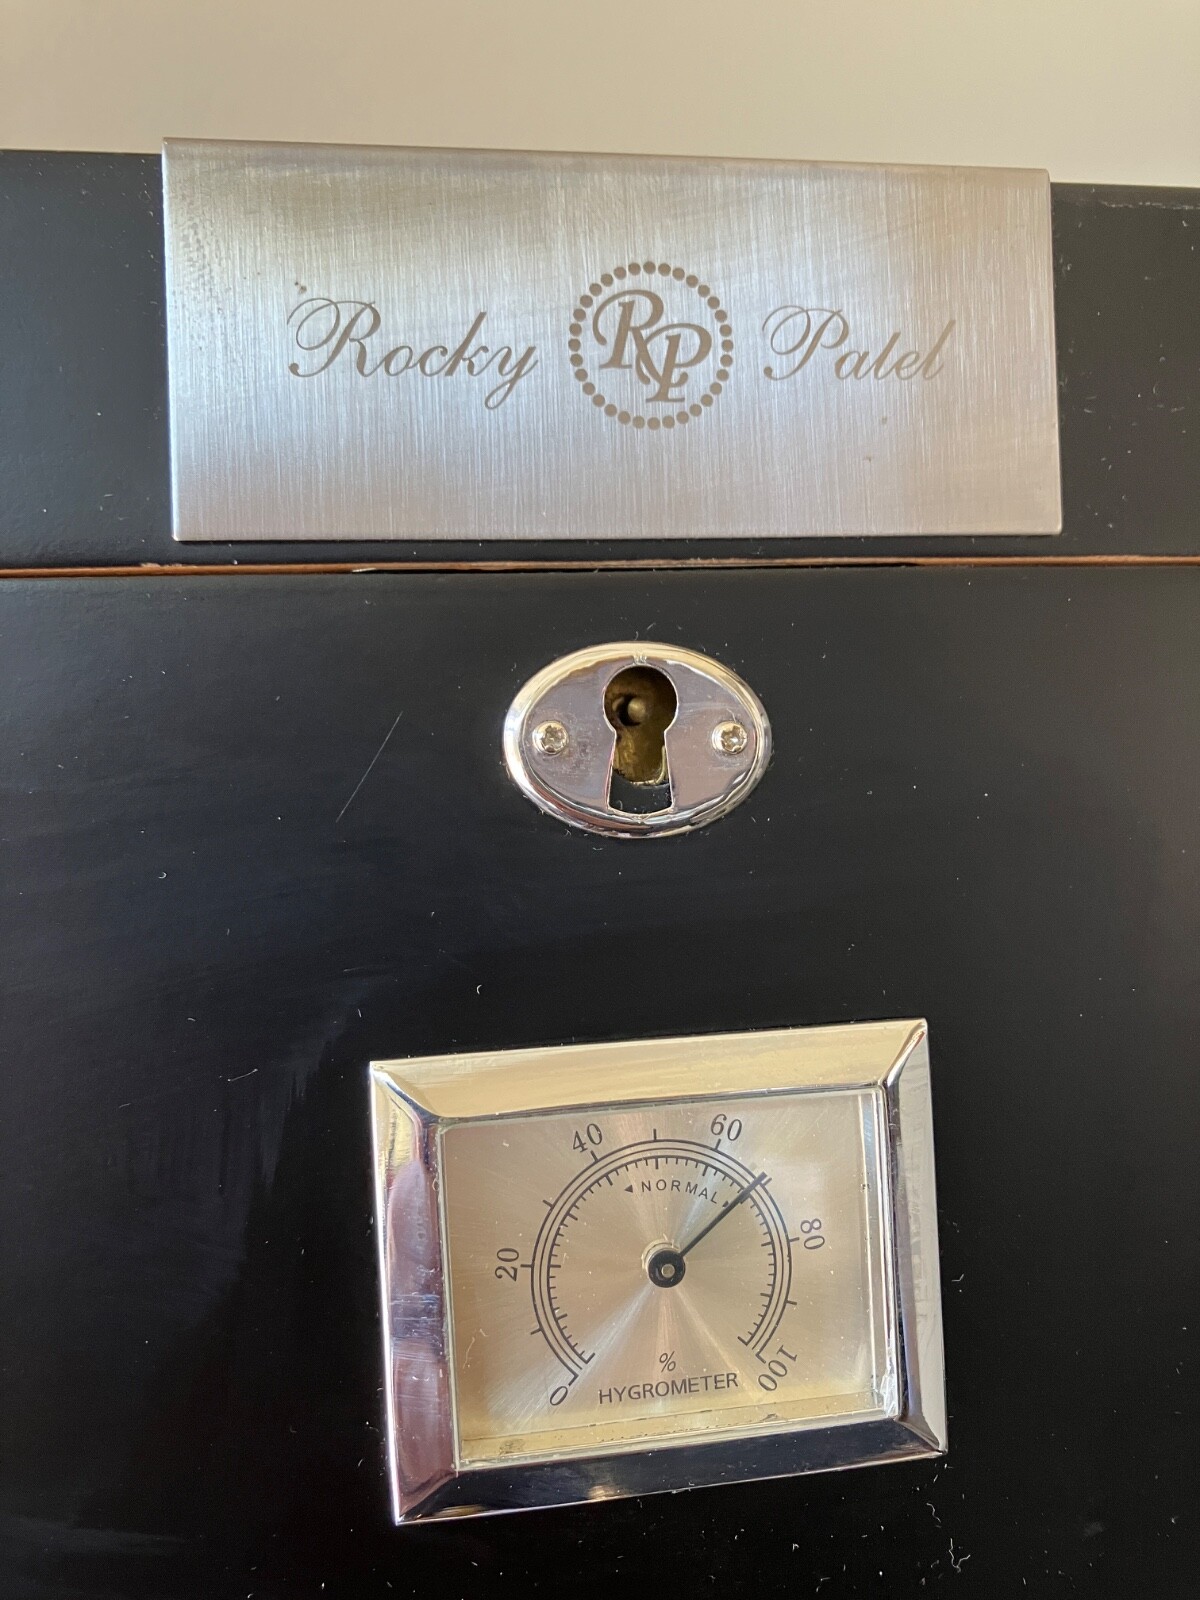 Rocky RP Patel
0
20
40
60
80
100
◄ NORMAL ►
%
HYGROMETER